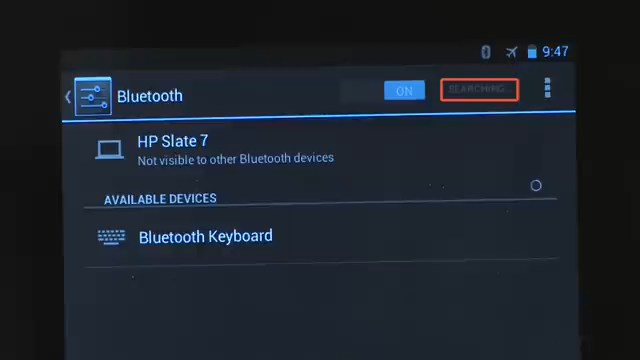 9:47
Bluetooth
ON
SEARCHING...
HP Slate 7
Not visible to other Bluetooth devices
AVAILABLE DEVICES
Bluetooth Keyboard